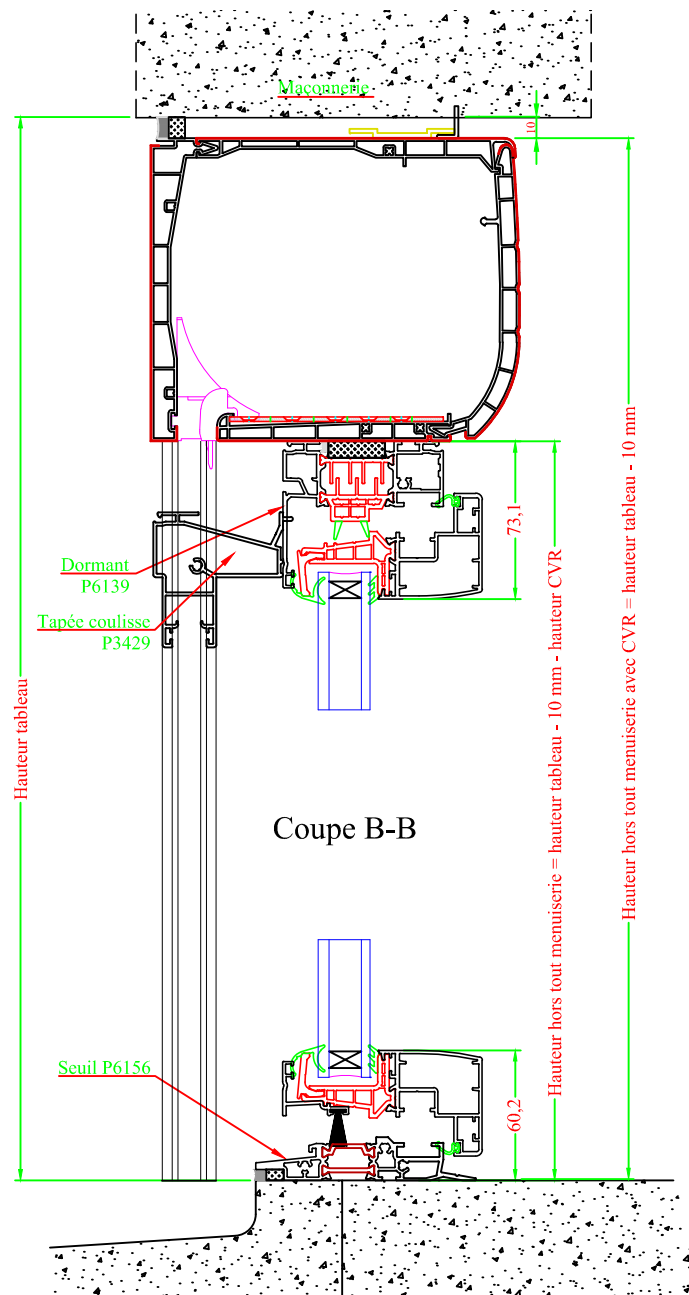 Maçonnerie
10
73,1
Dormant
P6139
Tapée coulisse
P3429
Hauteur tableau
Hauteur hors tout menuiserie = hauteur tableau - 10 mm - hauteur CVR
Hauteur hors tout menuiserie avec CVR = hauteur tableau - 10 mm
Coupe B-B
Seuil P6156
60,2